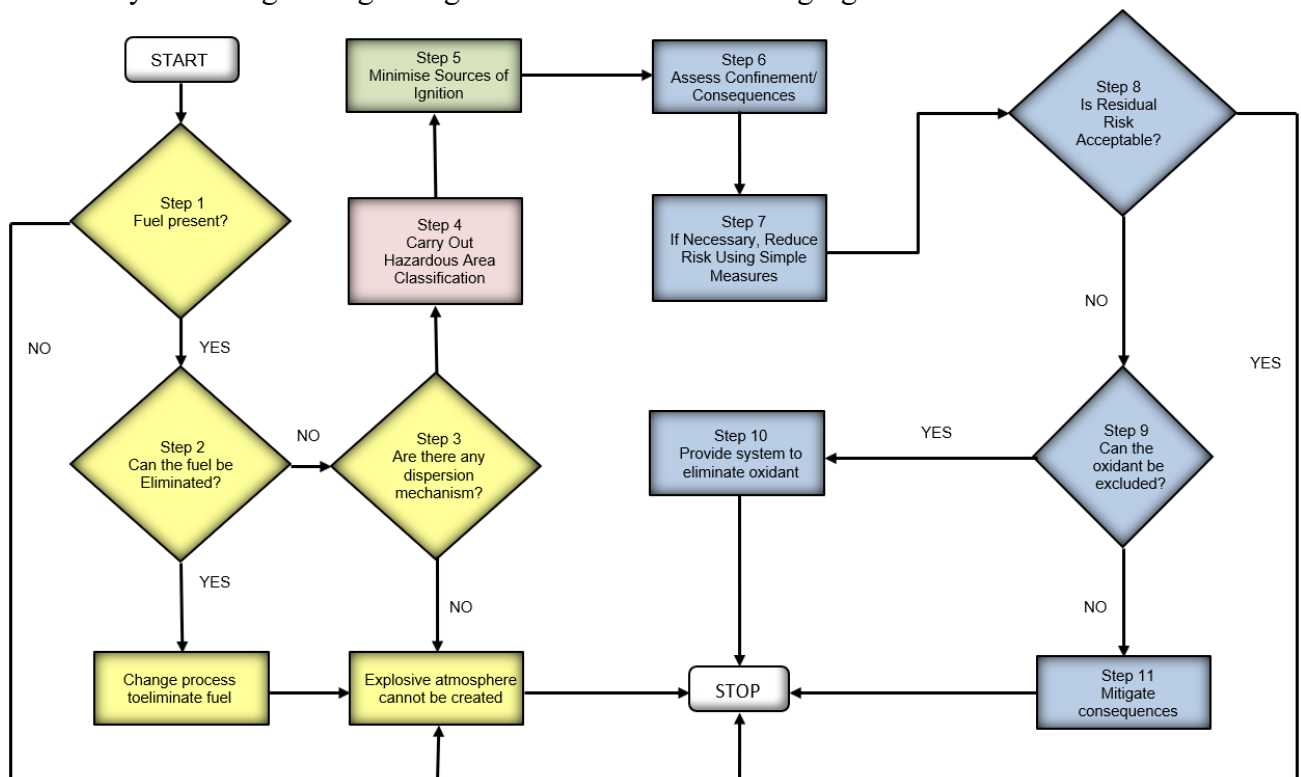 START
Step 1
Fuel present?
NO
YES
Step 2
Can the fuel be
Eliminated?
NO
YES
Change process
toeliminate fuel
Step 3
Are there any
dispersion
mechanism?
NO
Explosive atmosphere
cannot be created
Step 4
Carry Out
Hazardous Area
Classification
Step 5
Minimise Sources of
Ignition
Step 6
Assess Confinement/
Consequences
Step 7
If Necessary, Reduce
Risk Using Simple
Measures
Step 8
Is Residual
Risk
Acceptable?
NO
YES
Step 9
Can the
oxidant be
excluded?
YES
NO
Step 10
Provide system to
eliminate oxidant
Step 11
Mitigate
consequences
STOP